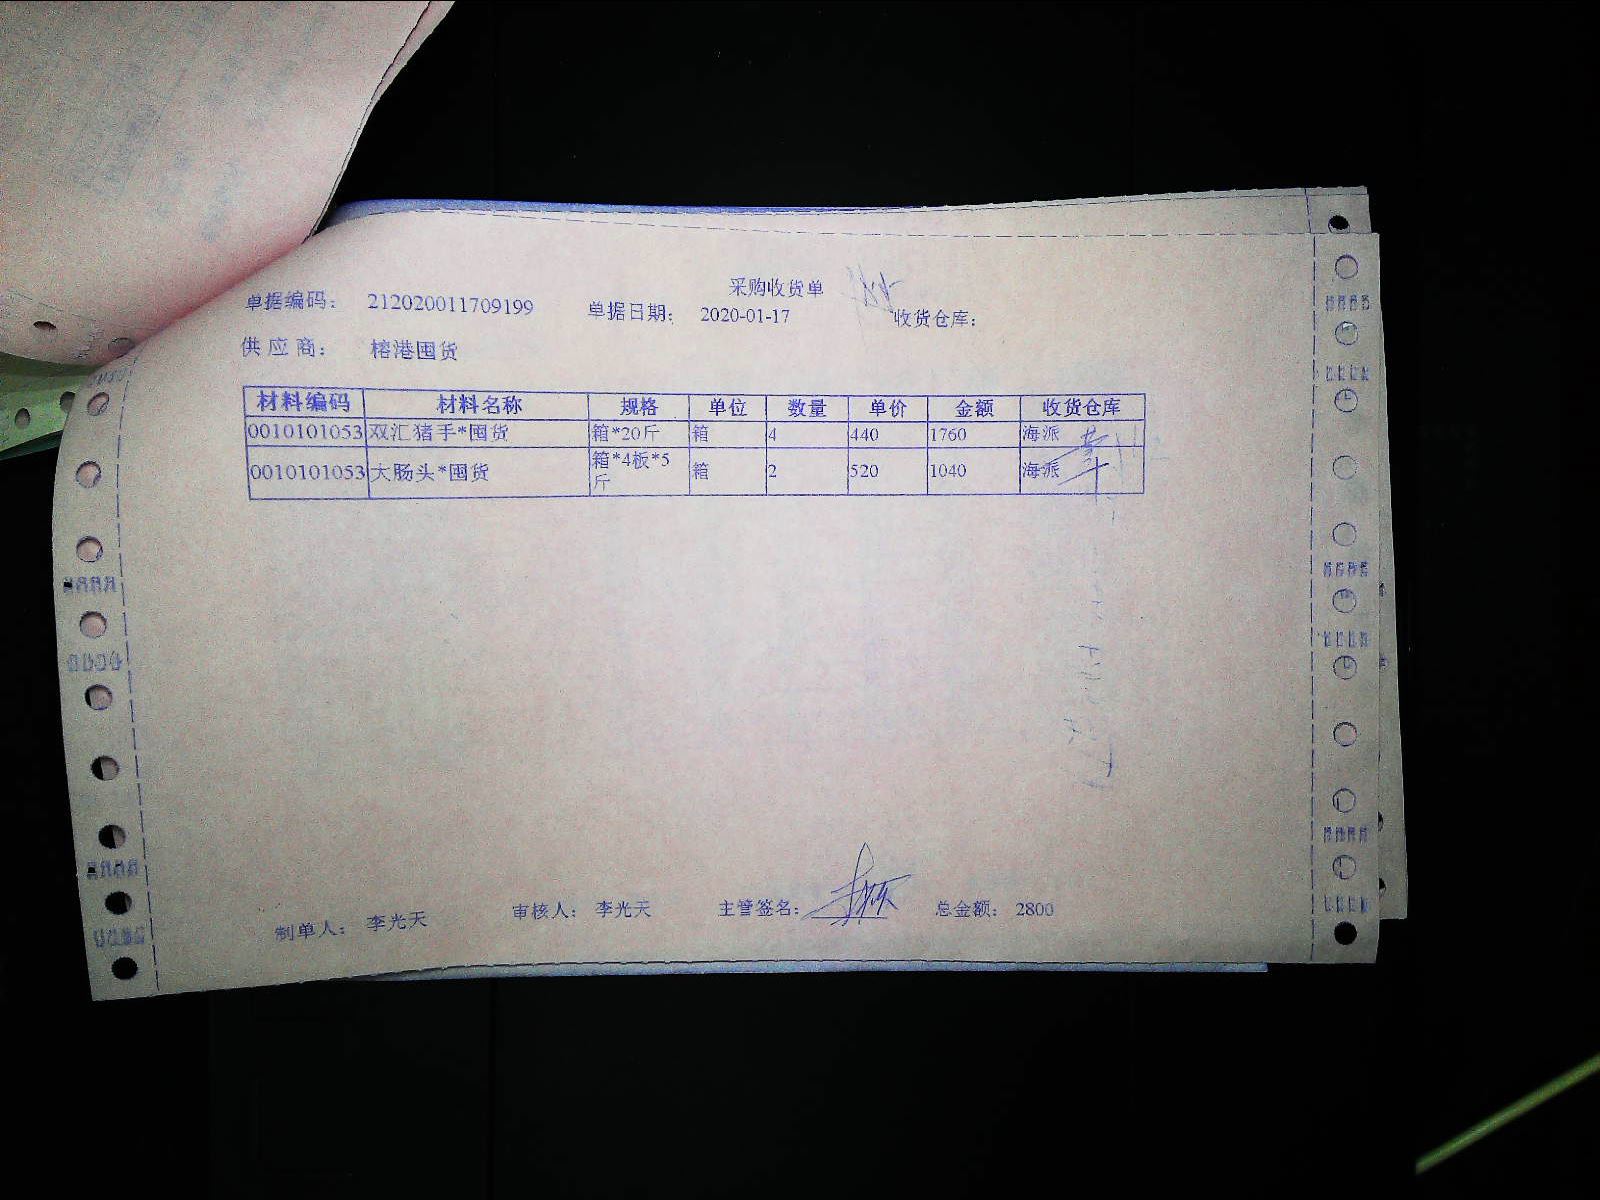 采购收货单
单据编码： 212020011709199 单据日期： 2020-01-17 收货仓库：
供应商： 榕港囤货
材料编码 材料名称 规格 单位 数量 单价 金额 收货仓库
0010101053 双汇猪手*囤货 箱*20斤 箱 4 440 1760 海派
0010101053 大肠头*囤货 箱*4板*5斤 箱 2 520 1040 海派
制单人： 李光天 审核人： 李光天 主管签名： 总金额： 2800